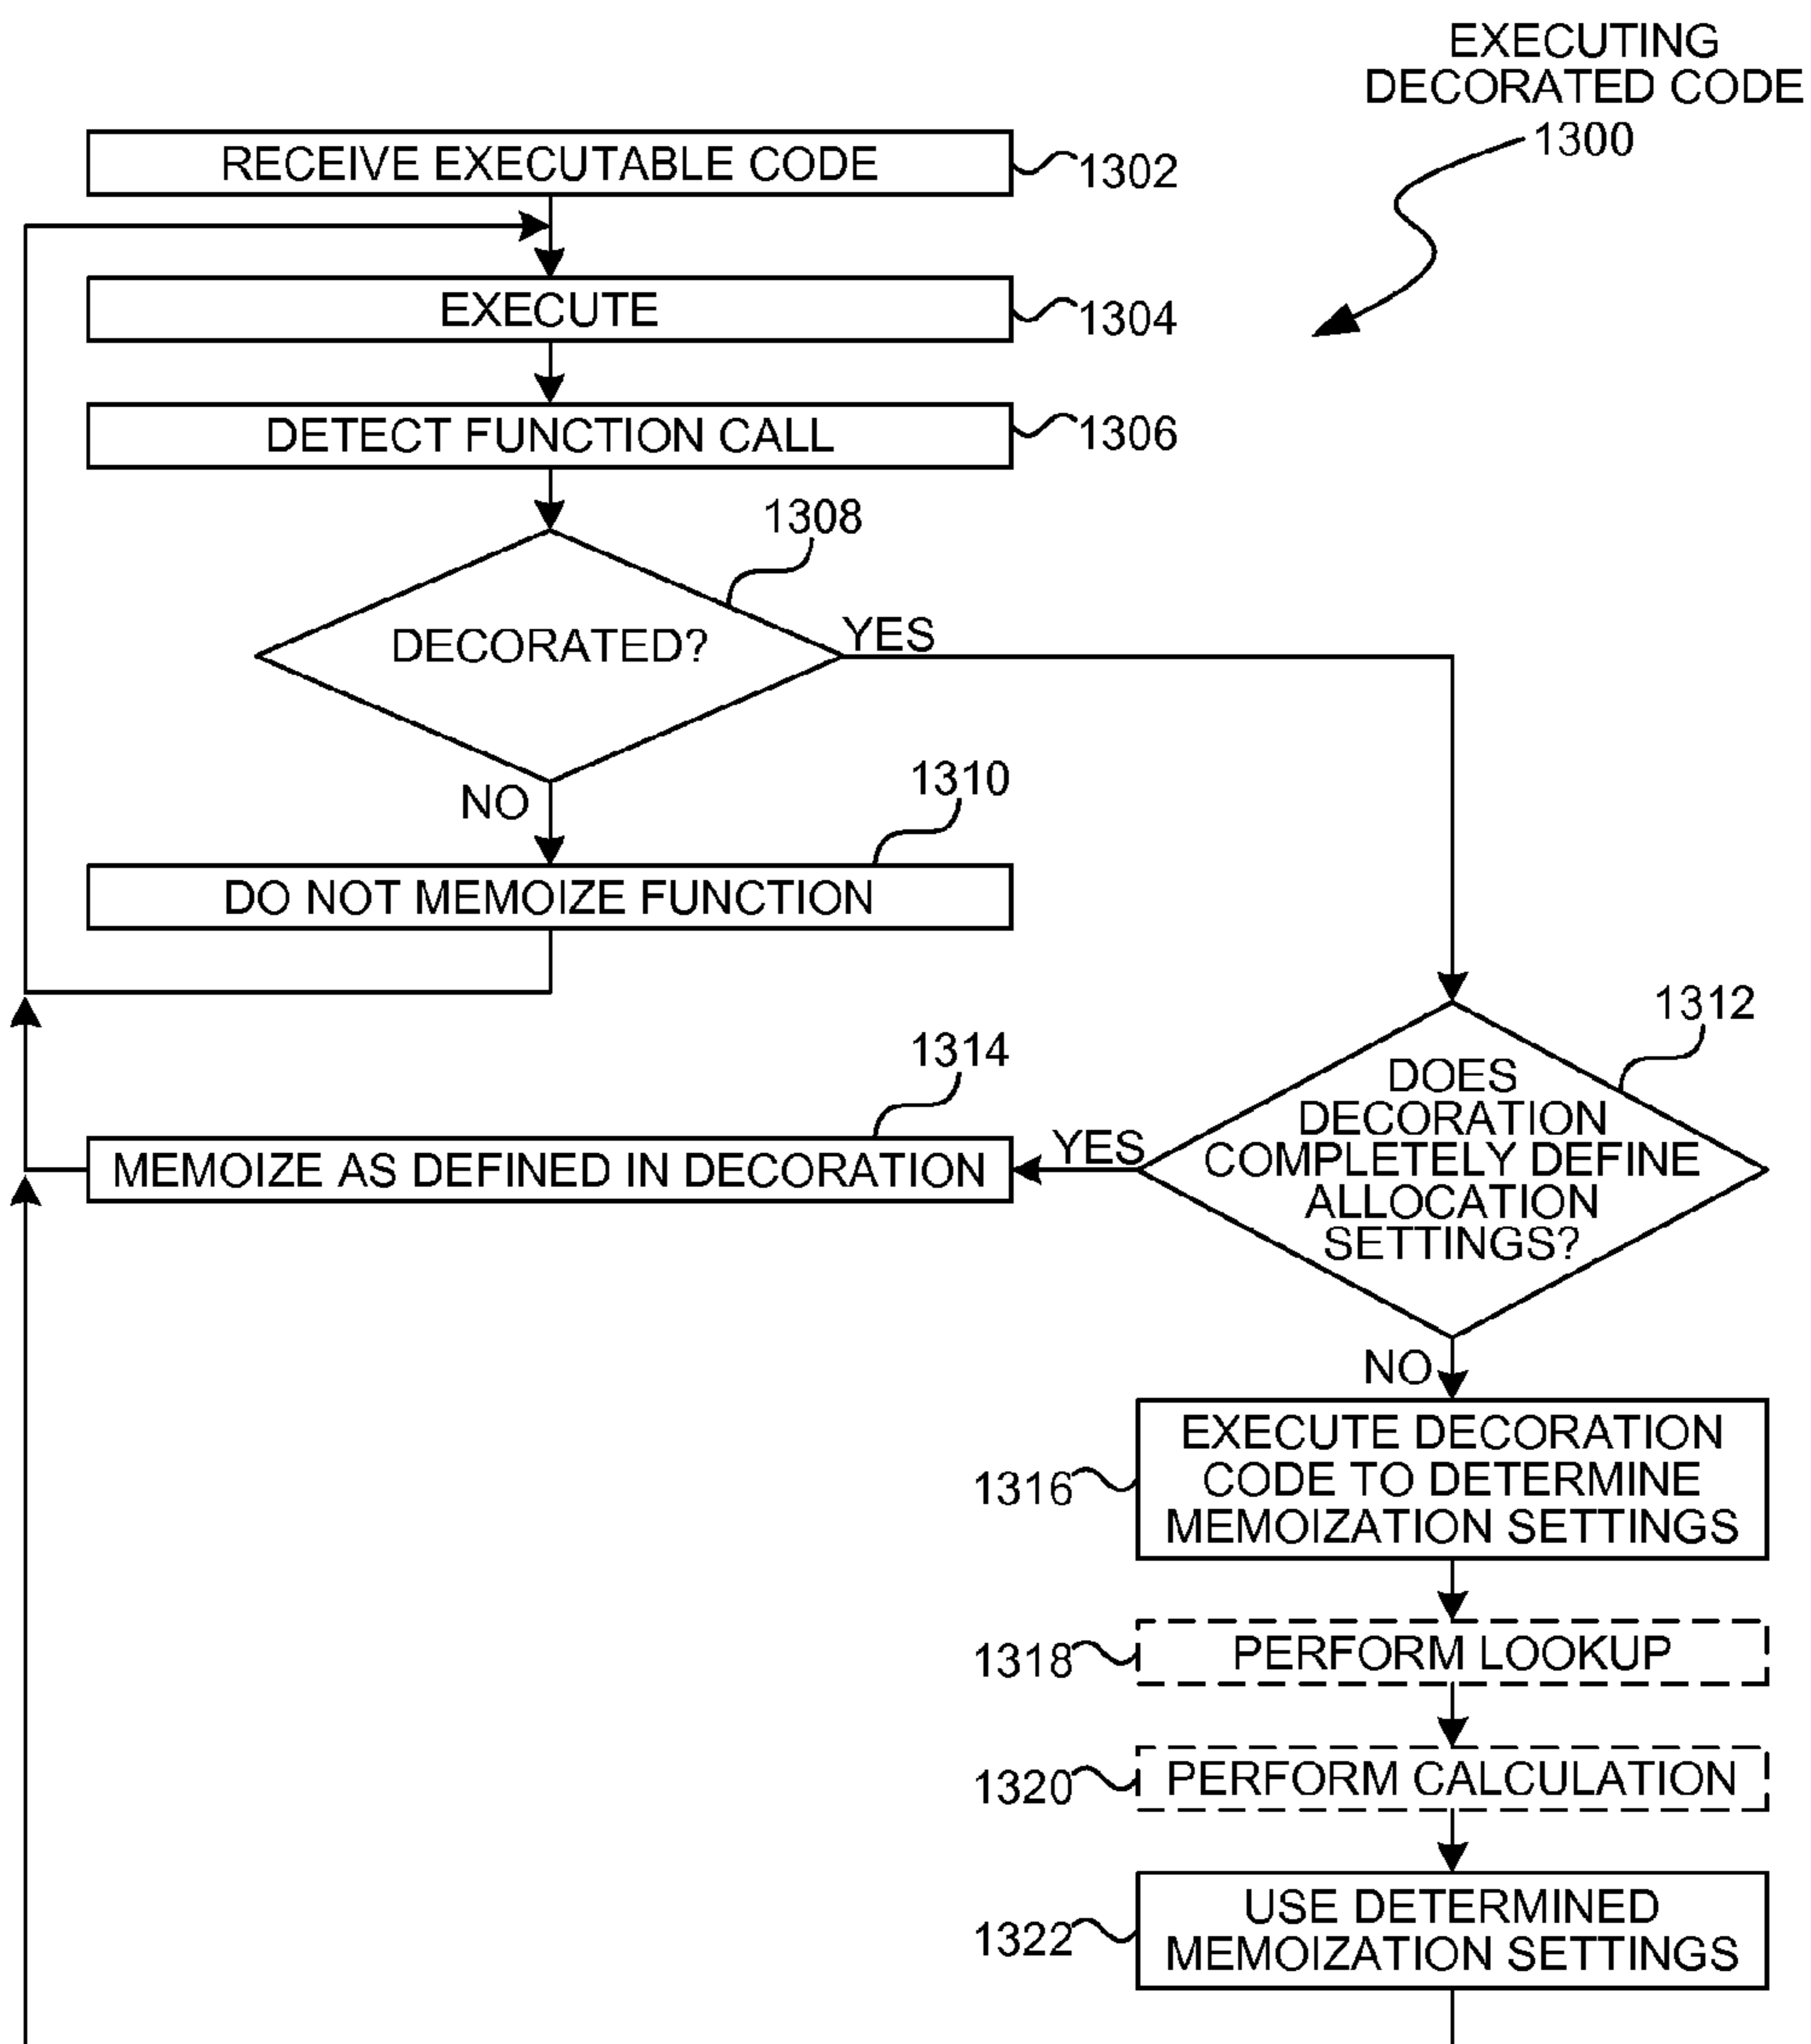 EXECUTING
DECORATED CODE
1300
RECEIVE EXECUTABLE CODE
1302
EXECUTE
1304
DETECT FUNCTION CALL
1306
1308
DECORATED?
YES
NO
1310
DO NOT MEMOIZE FUNCTION
1312
DOES
DECORATION
COMPLETELY DEFINE
ALLOCATION
SETTINGS?
YES
1314
MEMOIZE AS DEFINED IN DECORATION
NO
EXECUTE DECORATION
CODE TO DETERMINE
MEMOIZATION SETTINGS
1316
PERFORM LOOKUP
1318
PERFORM CALCULATION
1320
USE DETERMINED
MEMOIZATION SETTINGS
1322